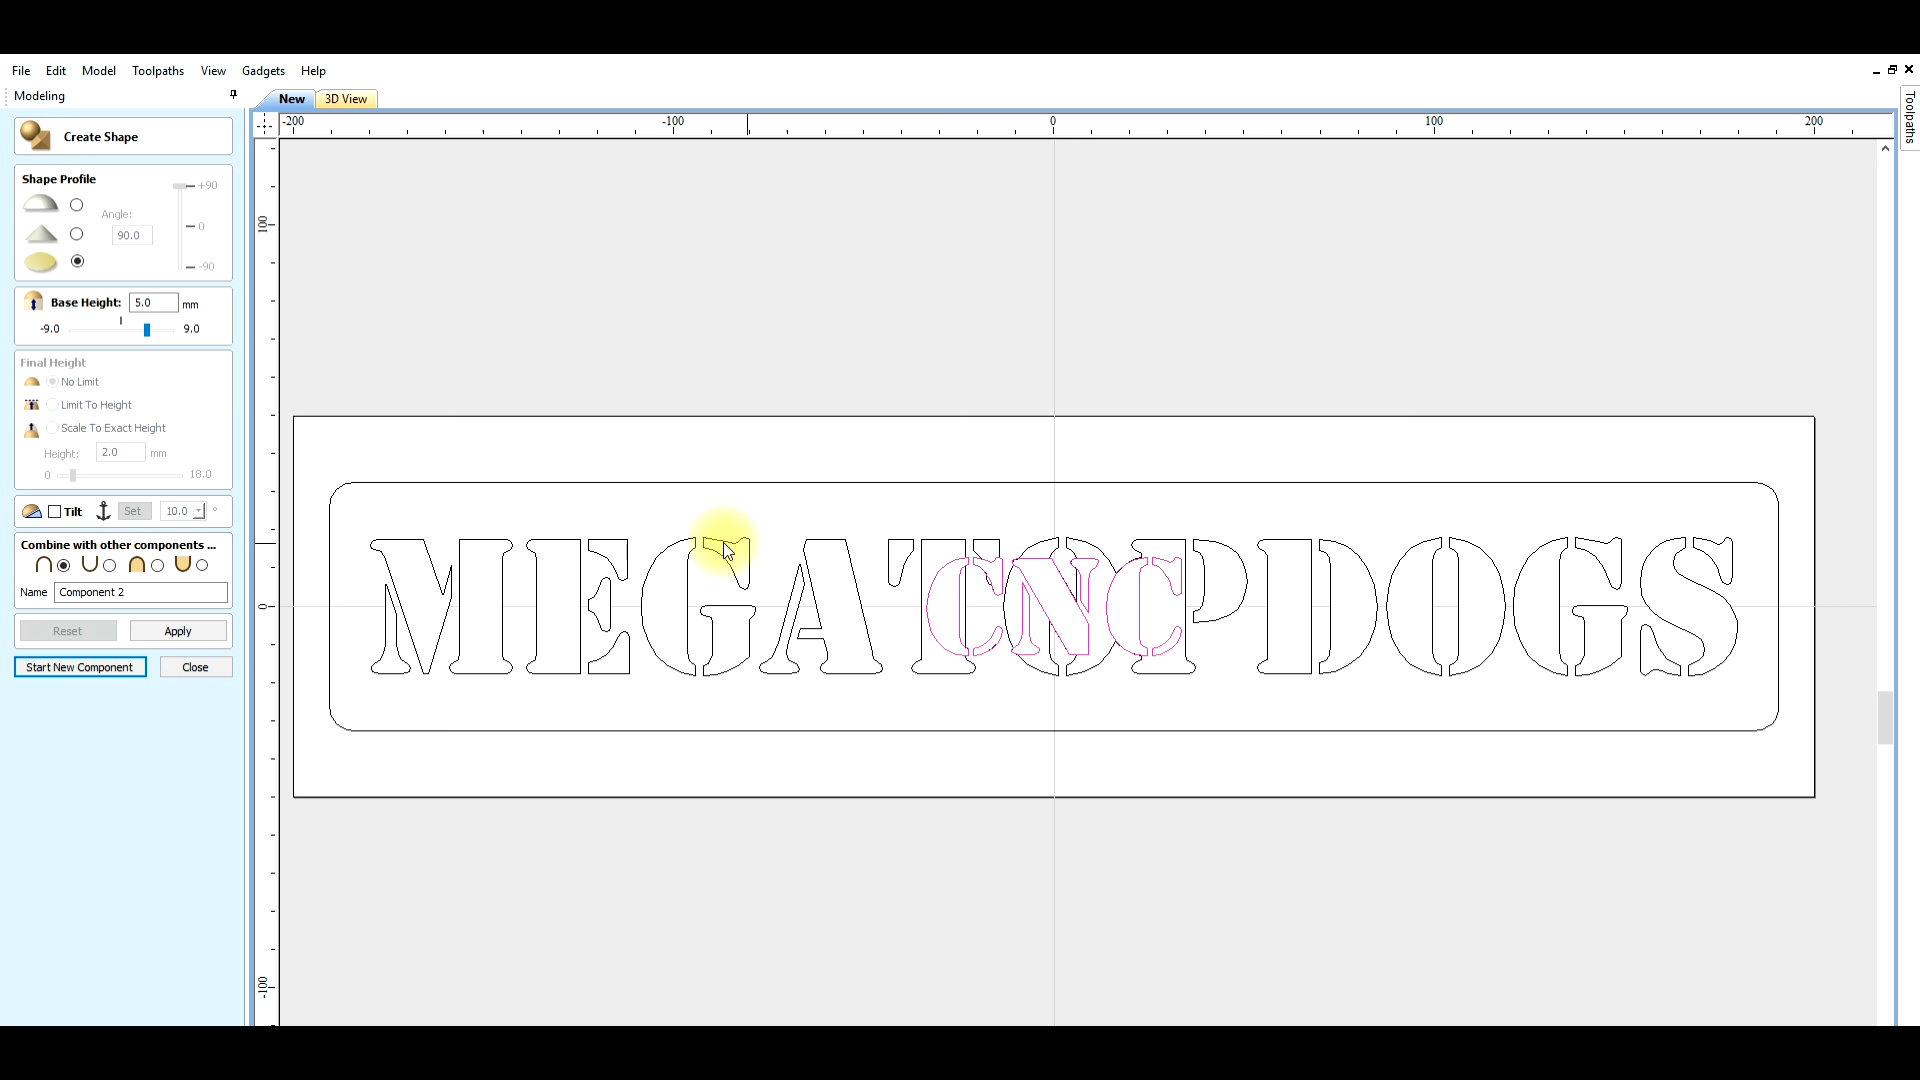 File Edit Model Toolpaths View Gadgets Help
Modeling
New 3D View
Toolpaths
-200 -100 0 100 200
Create Shape
Shape Profile
+90
Angle:
90.0
0
-90
100
Base Height: 5.0 mm
-9.0 9.0
Final Height
No Limit
Limit To Height
Scale To Exact Height
Height: 2.0 mm
0 18.0
Tilt Set 10.0 °
Combine with other components ...
Name Component 2
Reset Apply
Start New Component Close
0
MEGATOPDOGS
CNC
-100